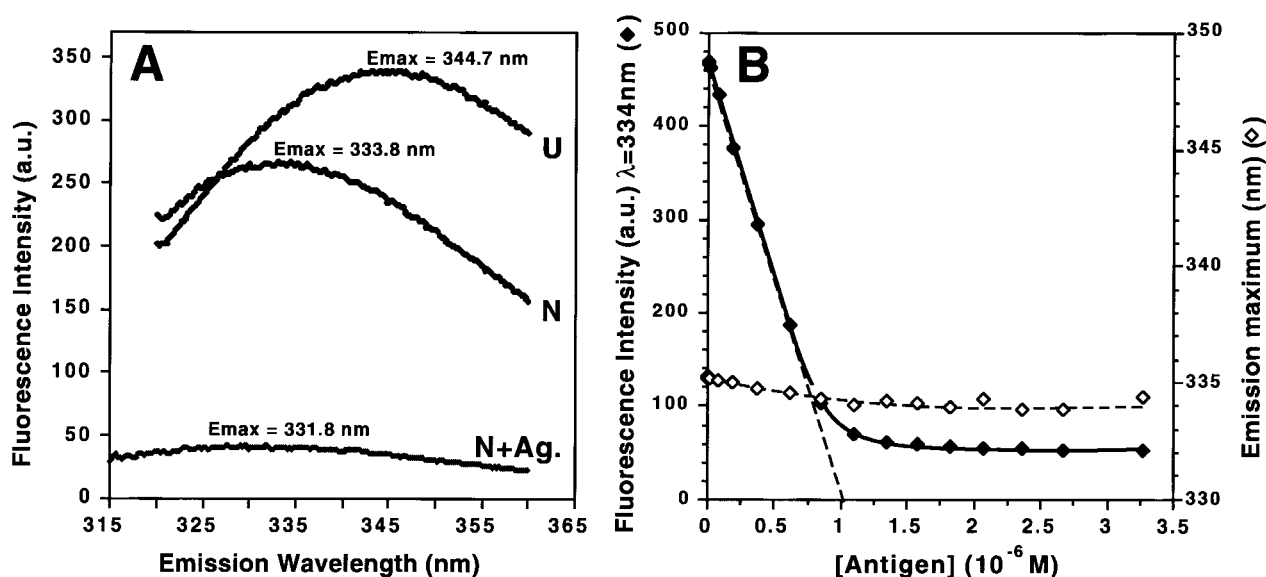 A
Fluorescence Intensity (a.u.)
350
300
250
200
150
100
50
0
Emax = 344.7 nm
U
Emax = 333.8 nm
N
Emax = 331.8 nm
N+Ag.
315 325 335 345 355 365
Emission Wavelength (nm)
B
Fluorescence Intensity (a.u.) λ=334nm (◆)
500
400
300
200
100
0
350
345
340
335
330
Emission maximum (nm) (◇)
0 0.5 1 1.5 2 2.5 3 3.5
[Antigen] (10⁻⁶ M)